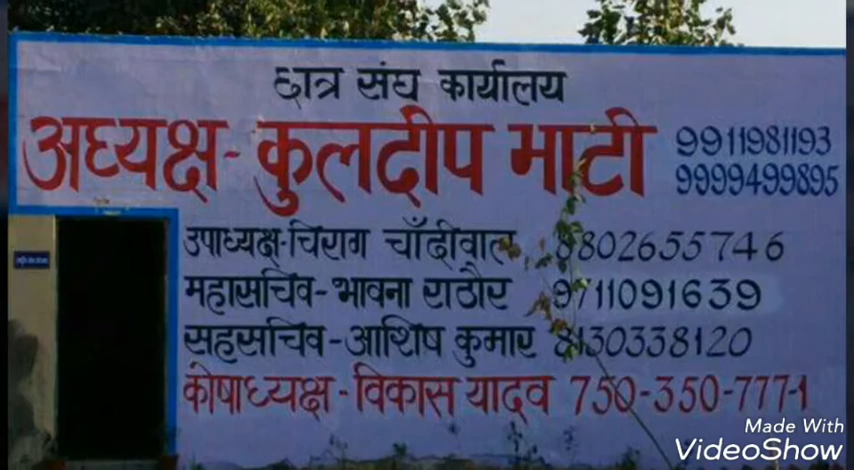 छात्र संघ कार्यालय
अध्यक्ष - कुलदीप भाटी 9911981193
9999499895
उपाध्यक्ष-चिराग चाँदीवाल 8802655746
महासचिव-भावना राठौर 9711091639
सहसचिव-आशिष कुमार 8130338120
कोषाध्यक्ष-विकास यादव 750-350-7771
Made With
VideoShow